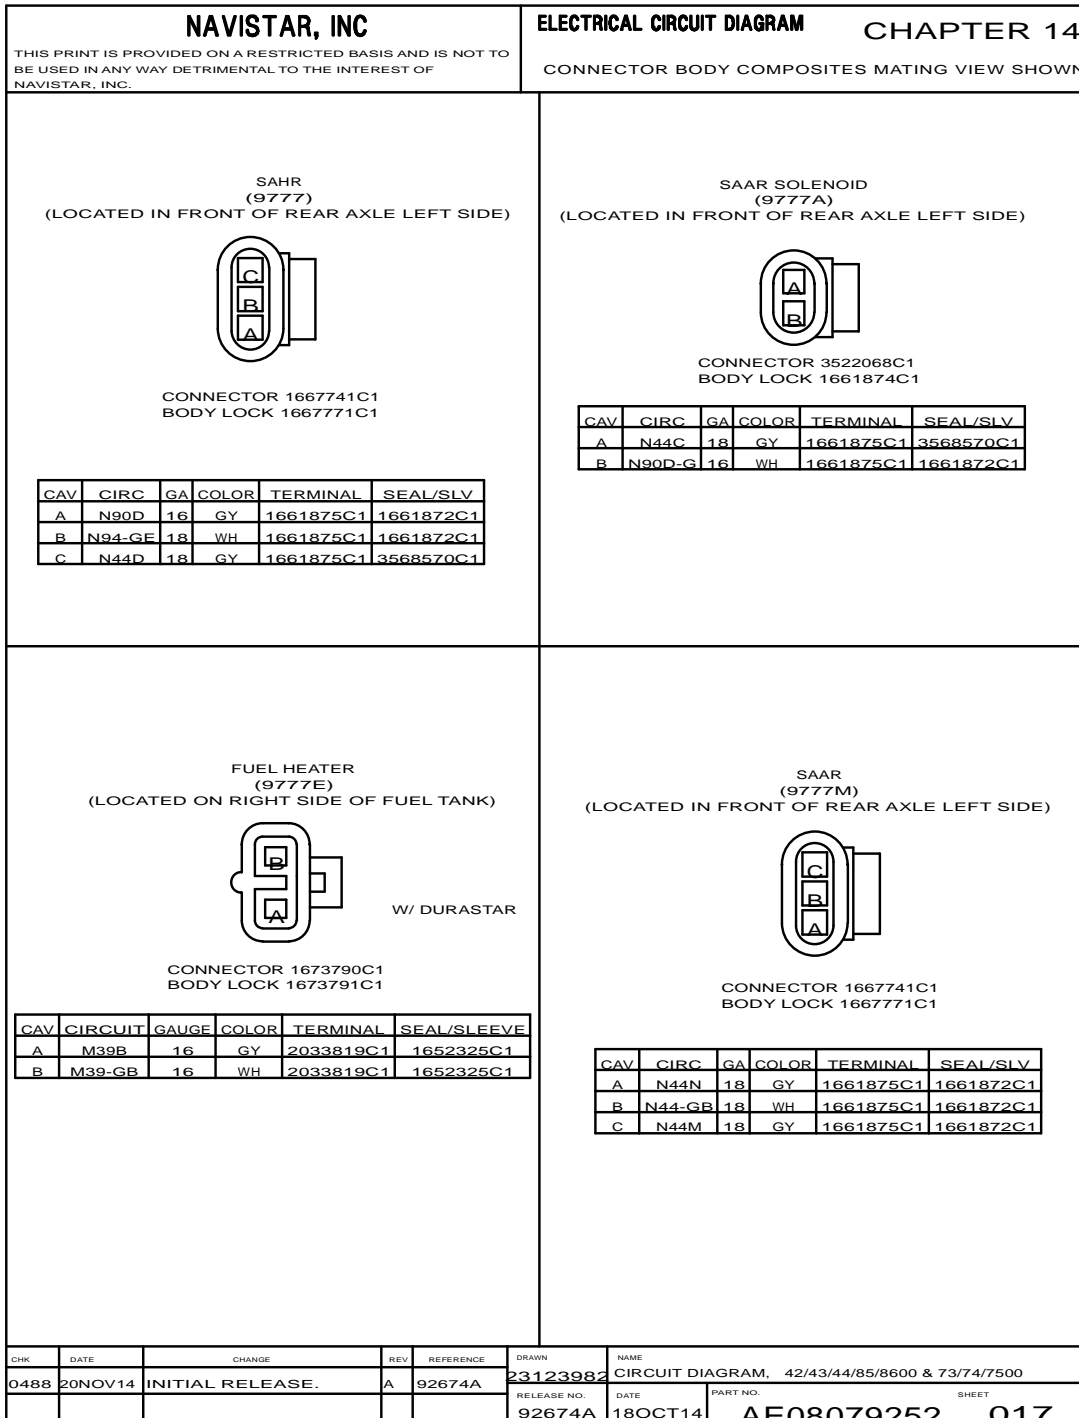 NAVISTAR, INC
THIS PRINT IS PROVIDED ON A RESTRICTED BASIS AND IS NOT TO
BE USED IN ANY WAY DETRIMENTAL TO THE INTEREST OF
NAVISTAR, INC.
ELECTRICAL CIRCUIT DIAGRAM
CHAPTER 14
CONNECTOR BODY COMPOSITES MATING VIEW SHOWN
SAHR
(9777)
(LOCATED IN FRONT OF REAR AXLE LEFT SIDE)
C
B
A
CONNECTOR 1667741C1
BODY LOCK 1667771C1
CAV CIRC GA COLOR TERMINAL SEAL/SLV
A N90D 16 GY 1661875C1 1661872C1
B N94-GE 18 WH 1661875C1 1661872C1
C N44D 18 GY 1661875C1 3568570C1
SAAR SOLENOID
(9777A)
(LOCATED IN FRONT OF REAR AXLE LEFT SIDE)
A
B
CONNECTOR 3522068C1
BODY LOCK 1661874C1
CAV CIRC GA COLOR TERMINAL SEAL/SLV
A N44C 18 GY 1661875C1 3568570C1
B N90D-G 16 WH 1661875C1 1661872C1
FUEL HEATER
(9777E)
(LOCATED ON RIGHT SIDE OF FUEL TANK)
B
A
W/ DURASTAR
CONNECTOR 1673790C1
BODY LOCK 1673791C1
CAV CIRCUIT GAUGE COLOR TERMINAL SEAL/SLEEVE
A M39B 16 GY 2033819C1 1652325C1
B M39-GB 16 WH 2033819C1 1652325C1
SAAR
(9777M)
(LOCATED IN FRONT OF REAR AXLE LEFT SIDE)
C
B
A
CONNECTOR 1667741C1
BODY LOCK 1667771C1
CAV CIRC GA COLOR TERMINAL SEAL/SLV
A N44N 18 GY 1661875C1 1661872C1
B N44-GB 18 WH 1661875C1 1661872C1
C N44M 18 GY 1661875C1 1661872C1
CHK DATE CHANGE REV REFERENCE
0488 20NOV14 INITIAL RELEASE. A 92674A
DRAWN
23123982
NAME
CIRCUIT DIAGRAM, 42/43/44/85/8600 & 73/74/7500
RELEASE NO.
92674A
DATE
18OCT14
PART NO.
AE08079252
SHEET
017